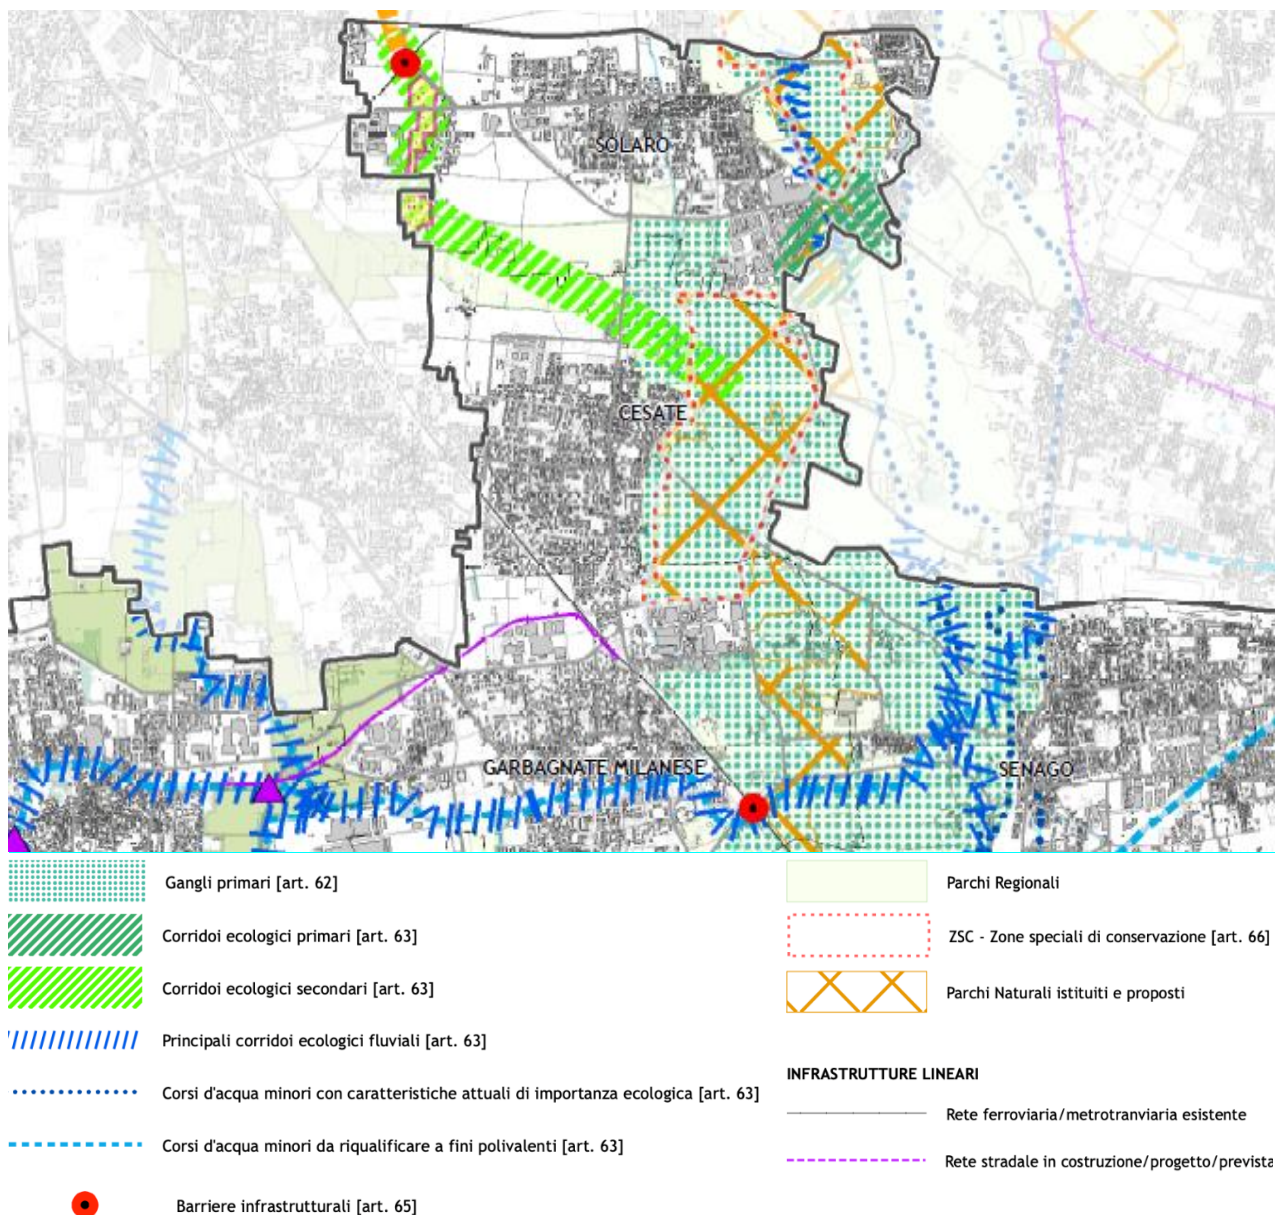 SOLARO
CESATE
GARBAGNATE MILANESE
SENAGO
Gangli primari [art. 62]
Corridoi ecologici primari [art. 63]
Corridoi ecologici secondari [art. 63]
Principali corridoi ecologici fluviali [art. 63]
Corsi d'acqua minori con caratteristiche attuali di importanza ecologica [art. 63]
Corsi d'acqua minori da riqualificare a fini polivalenti [art. 63]
Barriere infrastrutturali [art. 65]
Parchi Regionali
ZSC - Zone speciali di conservazione [art. 66]
Parchi Naturali istituiti e proposti
INFRASTRUTTURE LINEARI
Rete ferroviaria/metrotranviaria esistente
Rete stradale in costruzione/progetto/prevista